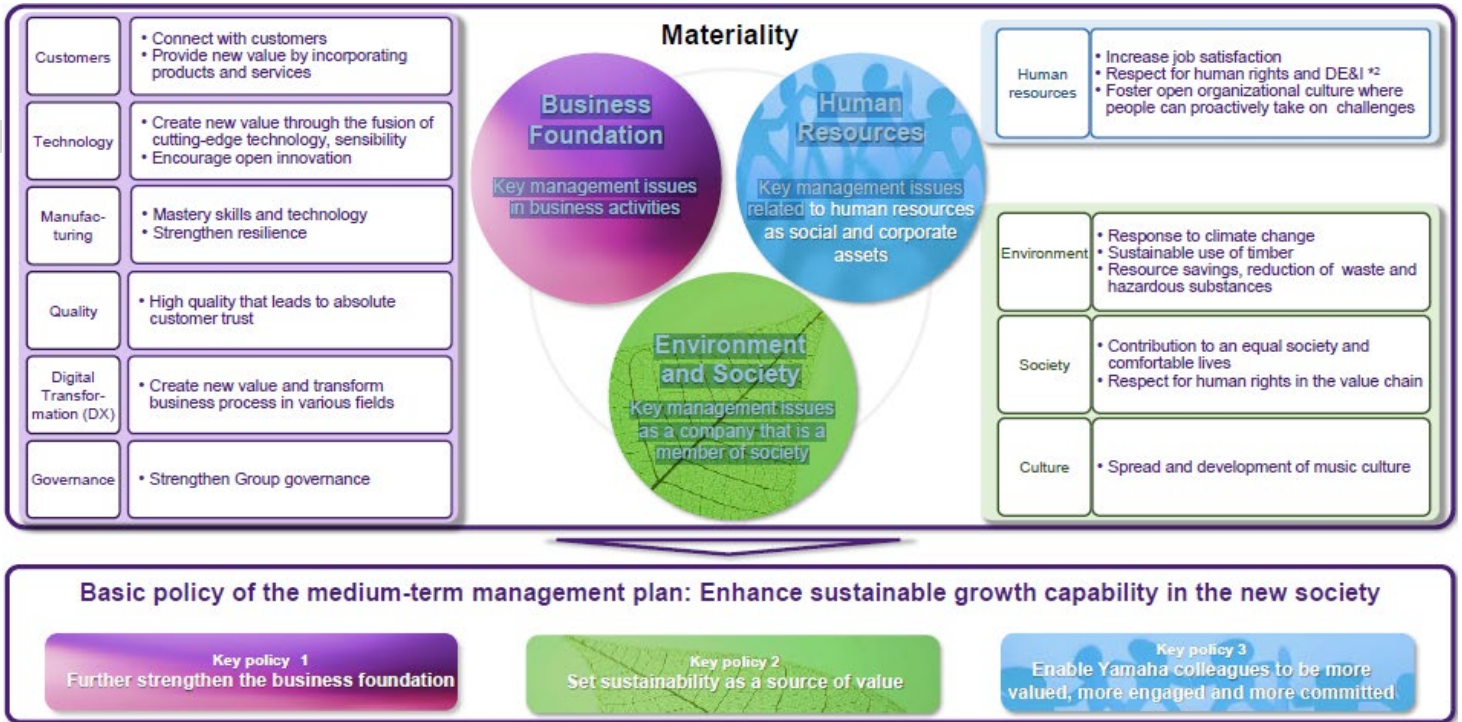 Materiality
Customers
• Connect with customers
• Provide new value by incorporating
products and services
Technology
• Create new value through the fusion of
cutting-edge technology, sensibility
• Encourage open innovation
Manufac-
turing
• Mastery skills and technology
• Strengthen resilience
Quality
• High quality that leads to absolute
customer trust
Digital
Transfor-
mation (DX)
• Create new value and transform
business process in various fields
Governance
• Strengthen Group governance
Business
Foundation
Key management issues
in business activities
Human
Resources
Key management issues
related to human resources
as social and corporate
assets
Environment
and Society
Key management issues
as a company that is a
member of society
Human
resources
• Increase job satisfaction
• Respect for human rights and DE&I *2
• Foster open organizational culture where
people can proactively take on challenges
Environment
• Response to climate change
• Sustainable use of timber
• Resource savings, reduction of waste and
hazardous substances
Society
• Contribution to an equal society and
comfortable lives
• Respect for human rights in the value chain
Culture
• Spread and development of music culture
Basic policy of the medium-term management plan: Enhance sustainable growth capability in the new society
Key policy 1
Further strengthen the business foundation
Key policy 2
Set sustainability as a source of value
Key policy 3
Enable Yamaha colleagues to be more
valued, more engaged and more committed